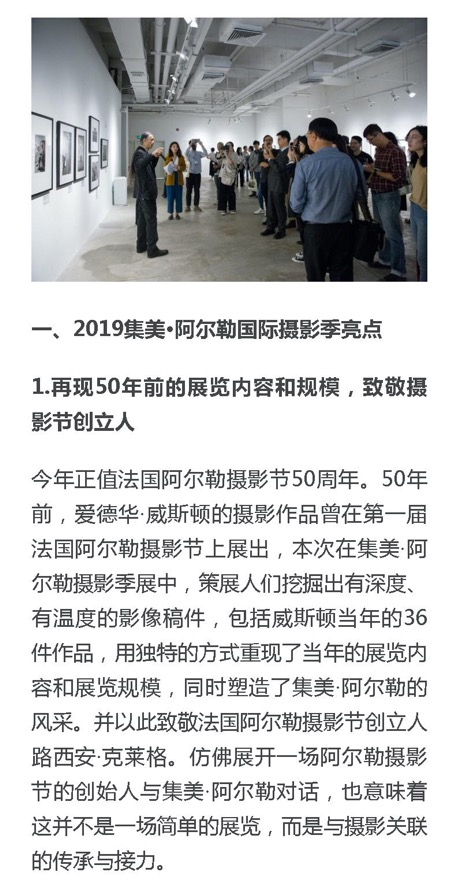 一、2019集美·阿尔勒国际摄影季亮点
1.再现50年前的展览内容和规模，致敬摄
影节创立人
今年正值法国阿尔勒摄影节50周年。50年
前，爱德华·威斯顿的摄影作品曾在第一届
法国阿尔勒摄影节上展出，本次在集美·阿
尔勒摄影季展中，策展人们挖掘出有深度、
有温度的影像稿件，包括威斯顿当年的36
件作品，用独特的方式重现了当年的展览内
容和展览规模，同时塑造了集美·阿尔勒的
风采。并以此致敬法国阿尔勒摄影节创立人
路西安·克莱格。仿佛展开一场阿尔勒摄影
节的创始人与集美·阿尔勒对话，也意味着
这并不是一场简单的展览，而是与摄影关联
的传承与接力。